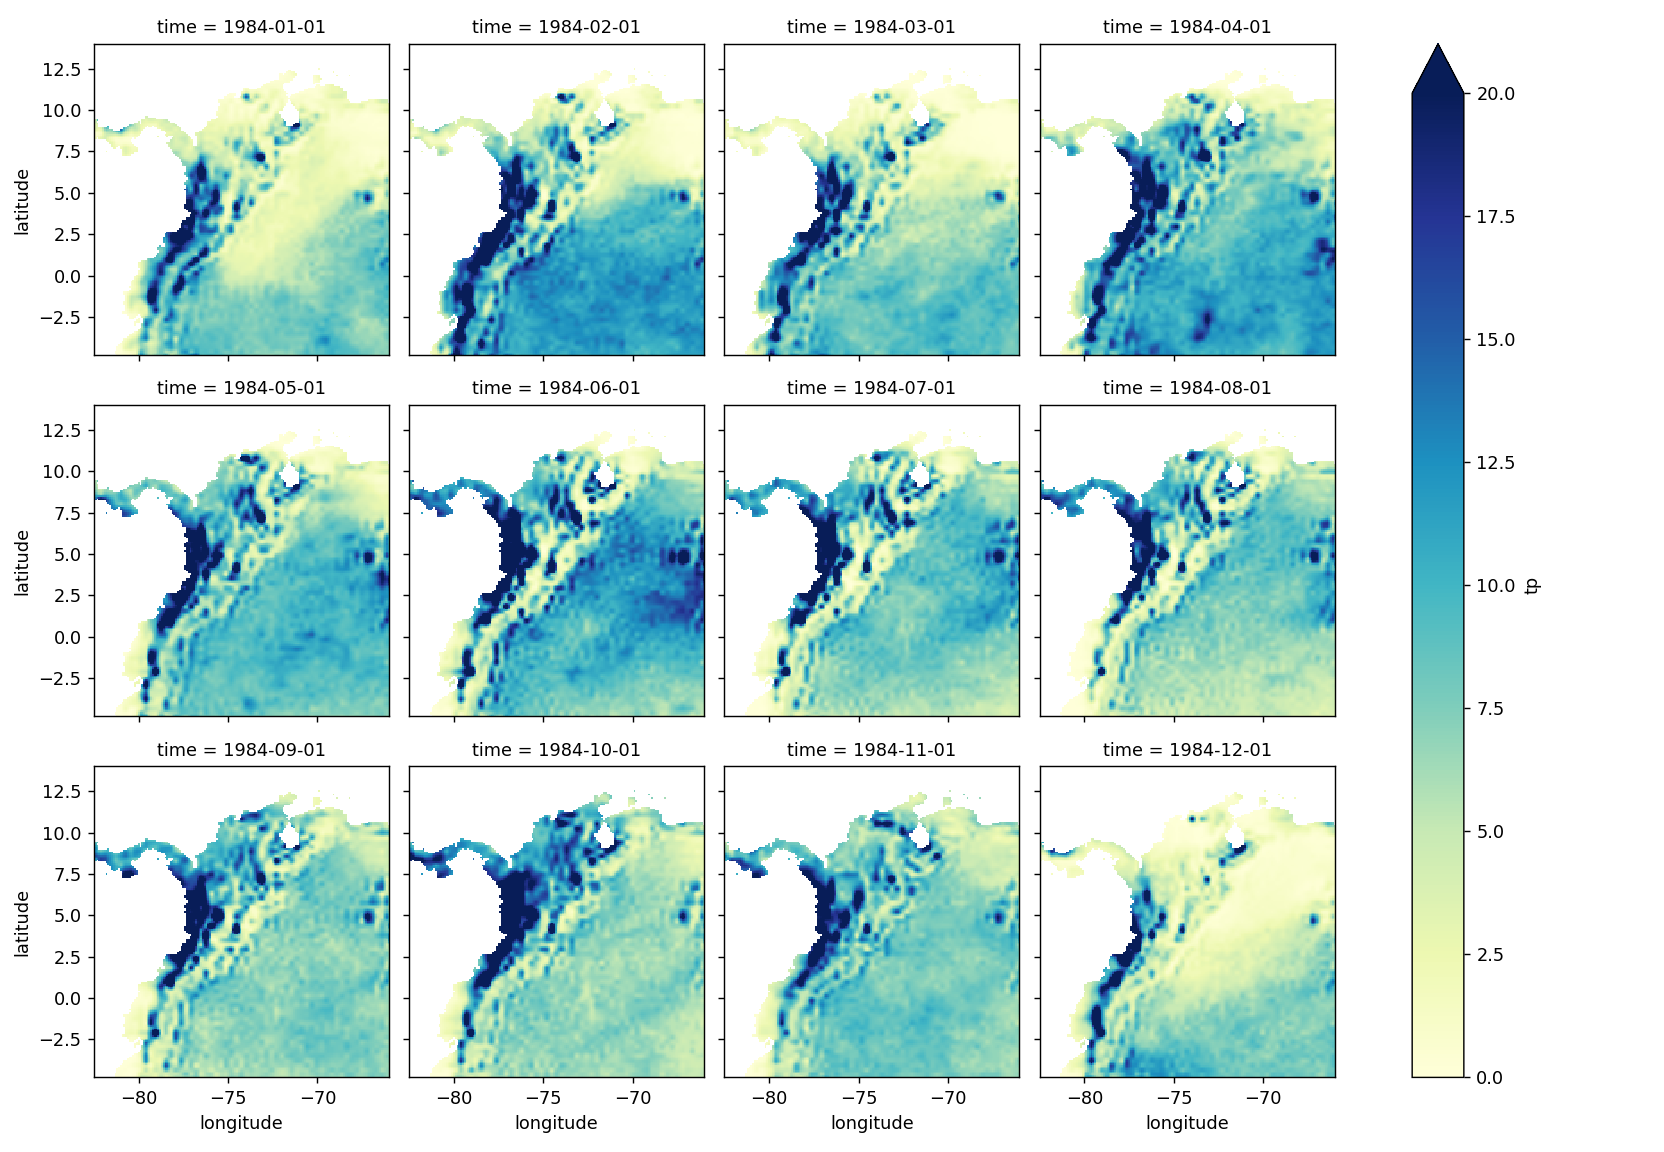 time = 1984-01-01
time = 1984-02-01
time = 1984-03-01
time = 1984-04-01
12.5
10.0
7.5
5.0
2.5
0.0
−2.5
latitude
time = 1984-05-01
time = 1984-06-01
time = 1984-07-01
time = 1984-08-01
12.5
10.0
7.5
5.0
2.5
0.0
−2.5
latitude
time = 1984-09-01
time = 1984-10-01
time = 1984-11-01
time = 1984-12-01
12.5
10.0
7.5
5.0
2.5
0.0
−2.5
latitude
−80 −75 −70
longitude
−80 −75 −70
longitude
−80 −75 −70
longitude
−80 −75 −70
longitude
20.0
17.5
15.0
12.5
10.0
7.5
5.0
2.5
0.0
tp